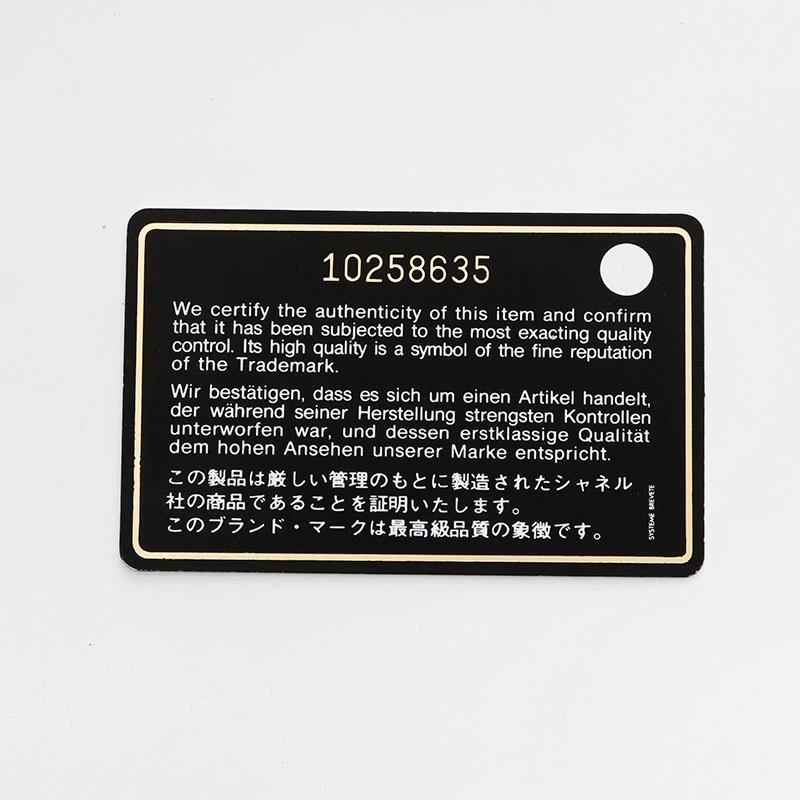 10258635
We certify the authenticity of this item and confirm
that it has been subjected to the most exacting quality
control. Its high quality is a symbol of the fine reputation
of the Trademark.
Wir bestätigen, dass es sich um einen Artikel handelt,
der während seiner Herstellung strengsten Kontrollen
unterworfen war, und dessen erstklassige Qualität
dem hohen Ansehen unserer Marke entspricht.
この製品は厳しい管理のもとに製造されたシャネル
社の商品であることを証明いたします。
このブランド・マークは最高級品質の象徴です。
SYSTEME BREVETE